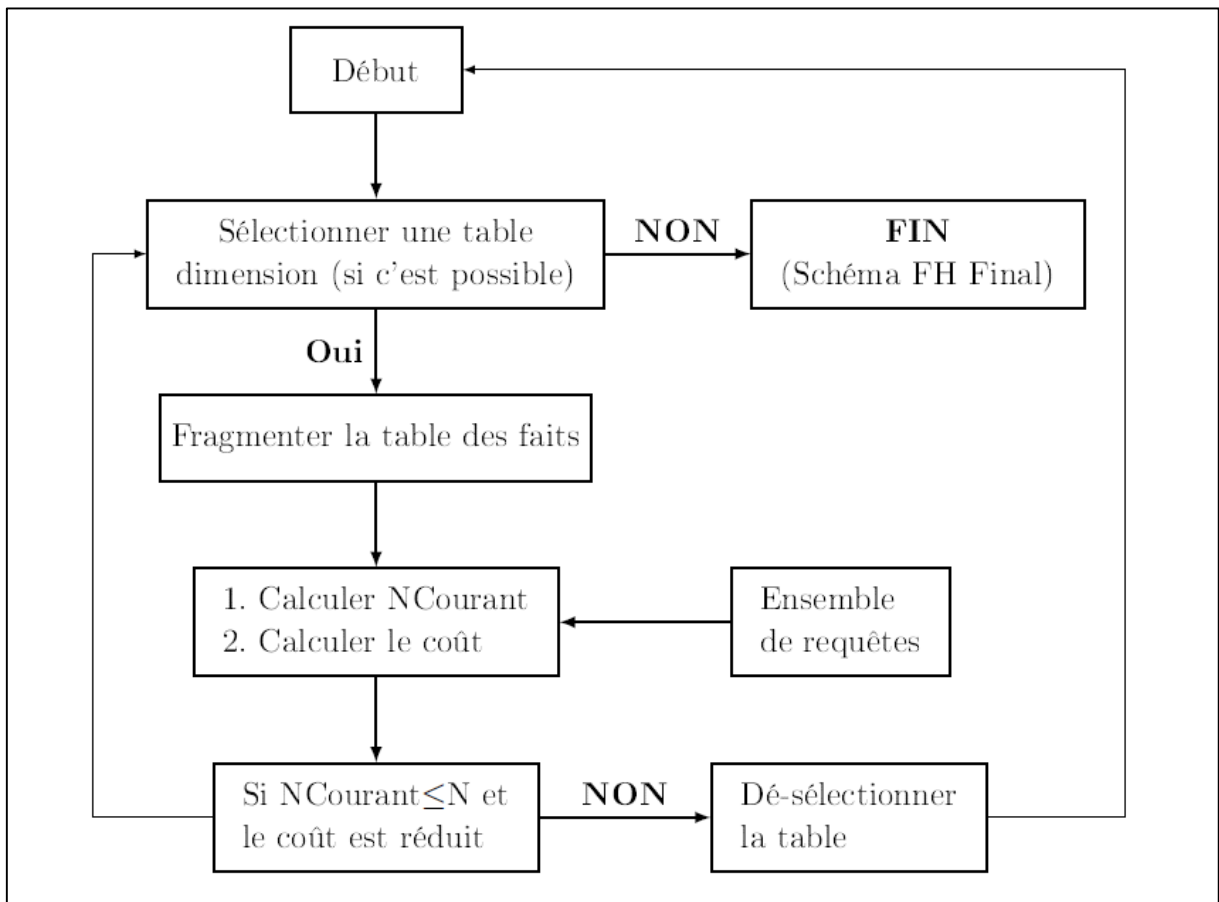 Début
Sélectionner une table
dimension (si c'est possible)
NON
FIN
(Schéma FH Final)
Oui
Fragmenter la table des faits
1. Calculer NCourant
2. Calculer le coût
Ensemble
de requêtes
Si NCourant≤N et
le coût est réduit
NON
Dé-sélectionner
la table